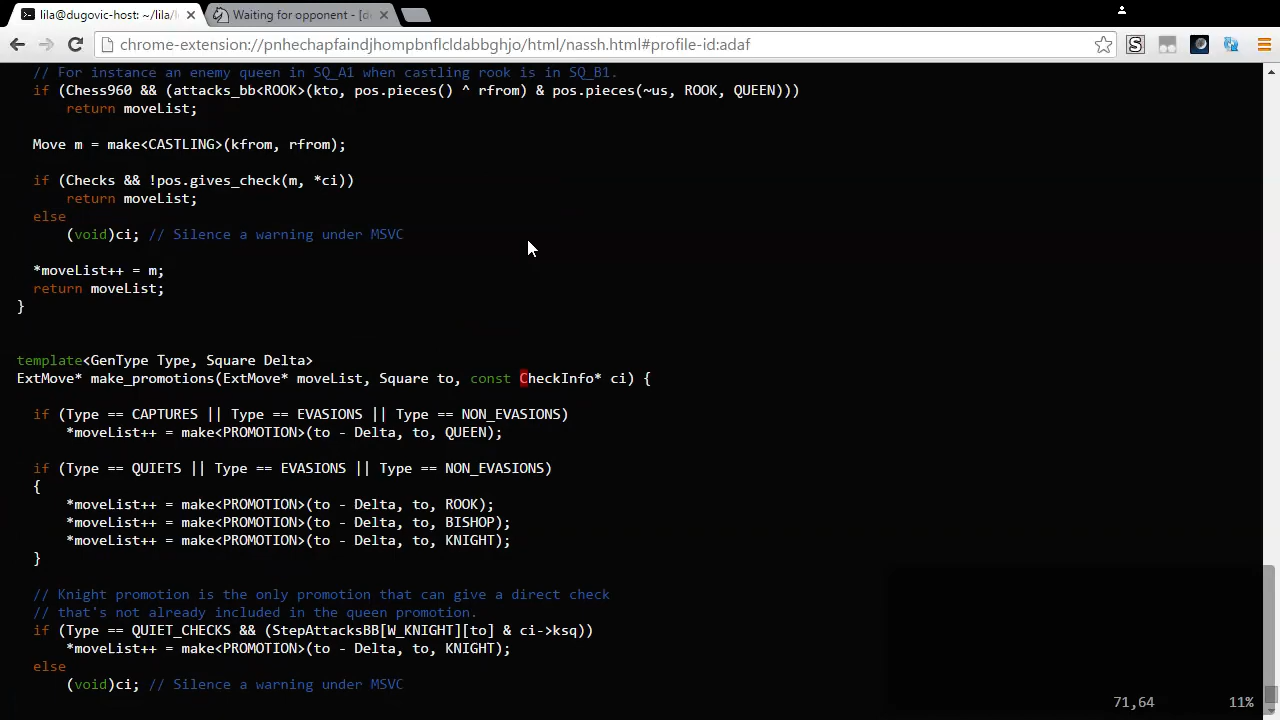 lila@dugovic-host: ~/lila/
Waiting for opponent - [d
chrome-extension://pnhechapfaindjhompbnflcldabbghjo/html/nassh.html#profile-id:adaf
// For instance an enemy queen in SQ_A1 when castling rook is in SQ_B1.
if (Chess960 && (attacks_bb<ROOK>(kto, pos.pieces() ^ rfrom) & pos.pieces(~us, ROOK, QUEEN)))
return moveList;
Move m = make<CASTLING>(kfrom, rfrom);
if (Checks && !pos.gives_check(m, *ci))
return moveList;
else
(void)ci; // Silence a warning under MSVC
*moveList++ = m;
return moveList;
}
template<GenType Type, Square Delta>
ExtMove* make_promotions(ExtMove* moveList, Square to, const CheckInfo* ci) {
if (Type == CAPTURES || Type == EVASIONS || Type == NON_EVASIONS)
*moveList++ = make<PROMOTION>(to - Delta, to, QUEEN);
if (Type == QUIETS || Type == EVASIONS || Type == NON_EVASIONS)
{
*moveList++ = make<PROMOTION>(to - Delta, to, ROOK);
*moveList++ = make<PROMOTION>(to - Delta, to, BISHOP);
*moveList++ = make<PROMOTION>(to - Delta, to, KNIGHT);
}
// Knight promotion is the only promotion that can give a direct check
// that's not already included in the queen promotion.
if (Type == QUIET_CHECKS && (StepAttacksBB[W_KNIGHT][to] & ci->ksq))
*moveList++ = make<PROMOTION>(to - Delta, to, KNIGHT);
else
(void)ci; // Silence a warning under MSVC
71,64 11%